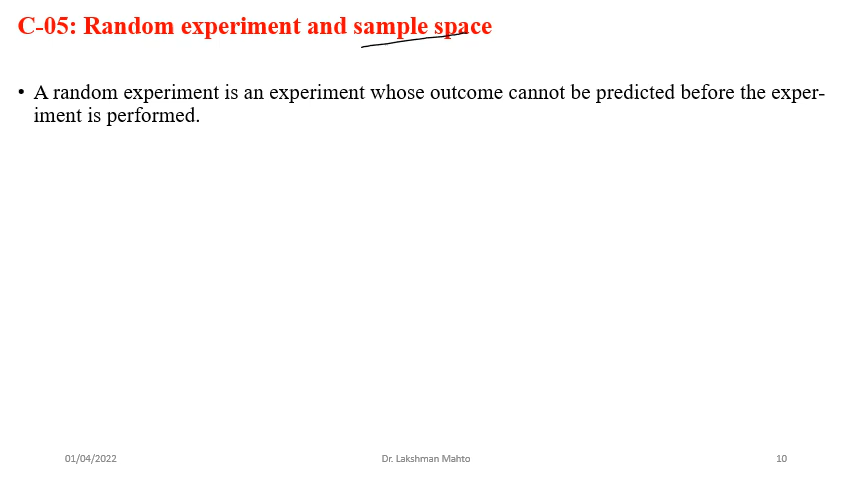 C-05: Random experiment and sample space
• A random experiment is an experiment whose outcome cannot be predicted before the exper-
iment is performed.
01/04/2022 Dr. Lakshman Mahto 10